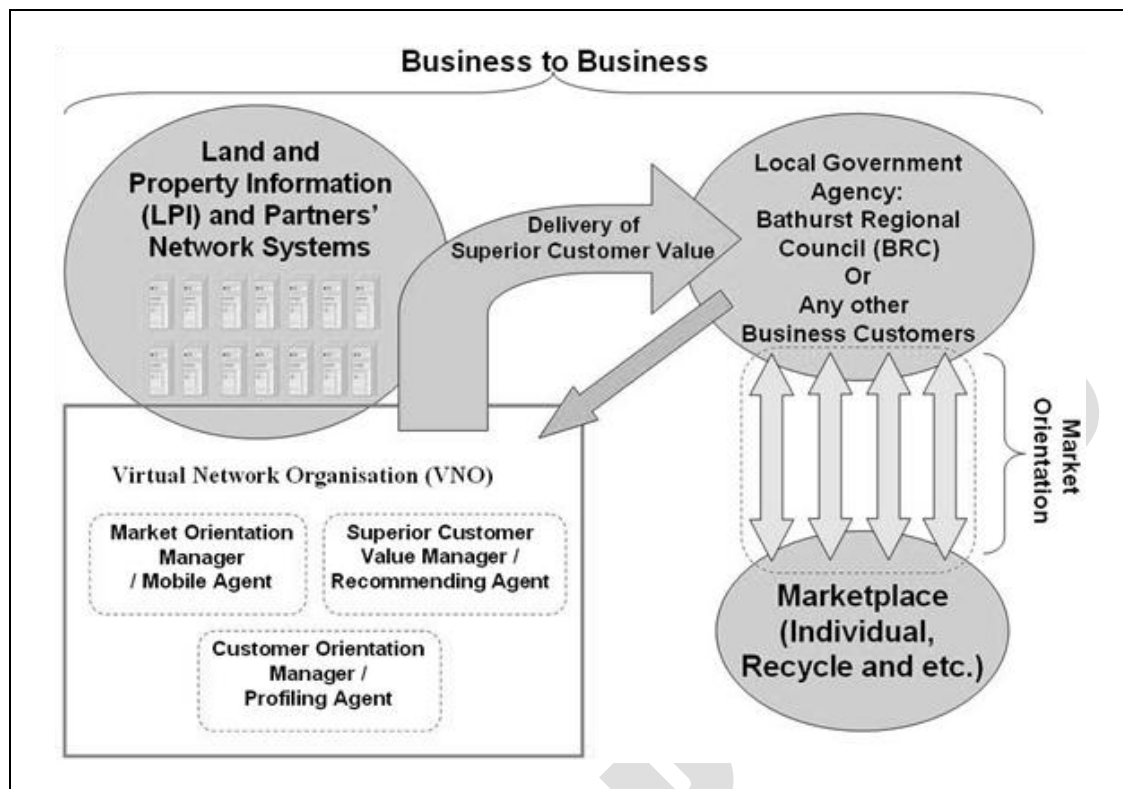 Business to Business
Land and
Property Information
(LPI) and Partners'
Network Systems
Delivery of
Superior Customer Value
Local Government
Agency:
Bathurst Regional
Council (BRC)
Or
Any other
Business Customers
Market
Orientation
Virtual Network Organisation (VNO)
Market Orientation
Manager
/ Mobile Agent
Superior Customer
Value Manager /
Recommending Agent
Customer Orientation
Manager /
Profiling Agent
Marketplace
(Individual,
Recycle and etc.)